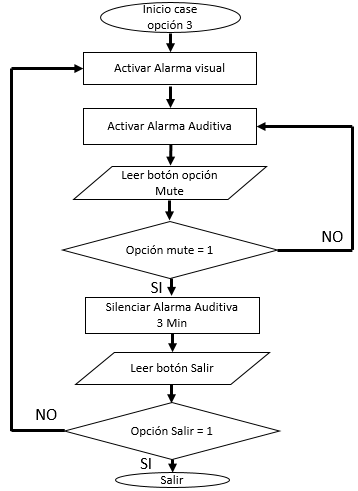 Inicio case
opción 3
Activar Alarma visual
Activar Alarma Auditiva
Leer botón opción
Mute
Opción mute = 1
NO
SI
Silenciar Alarma Auditiva
3 Min
Leer botón Salir
NO
Opción Salir = 1
SI
Salir